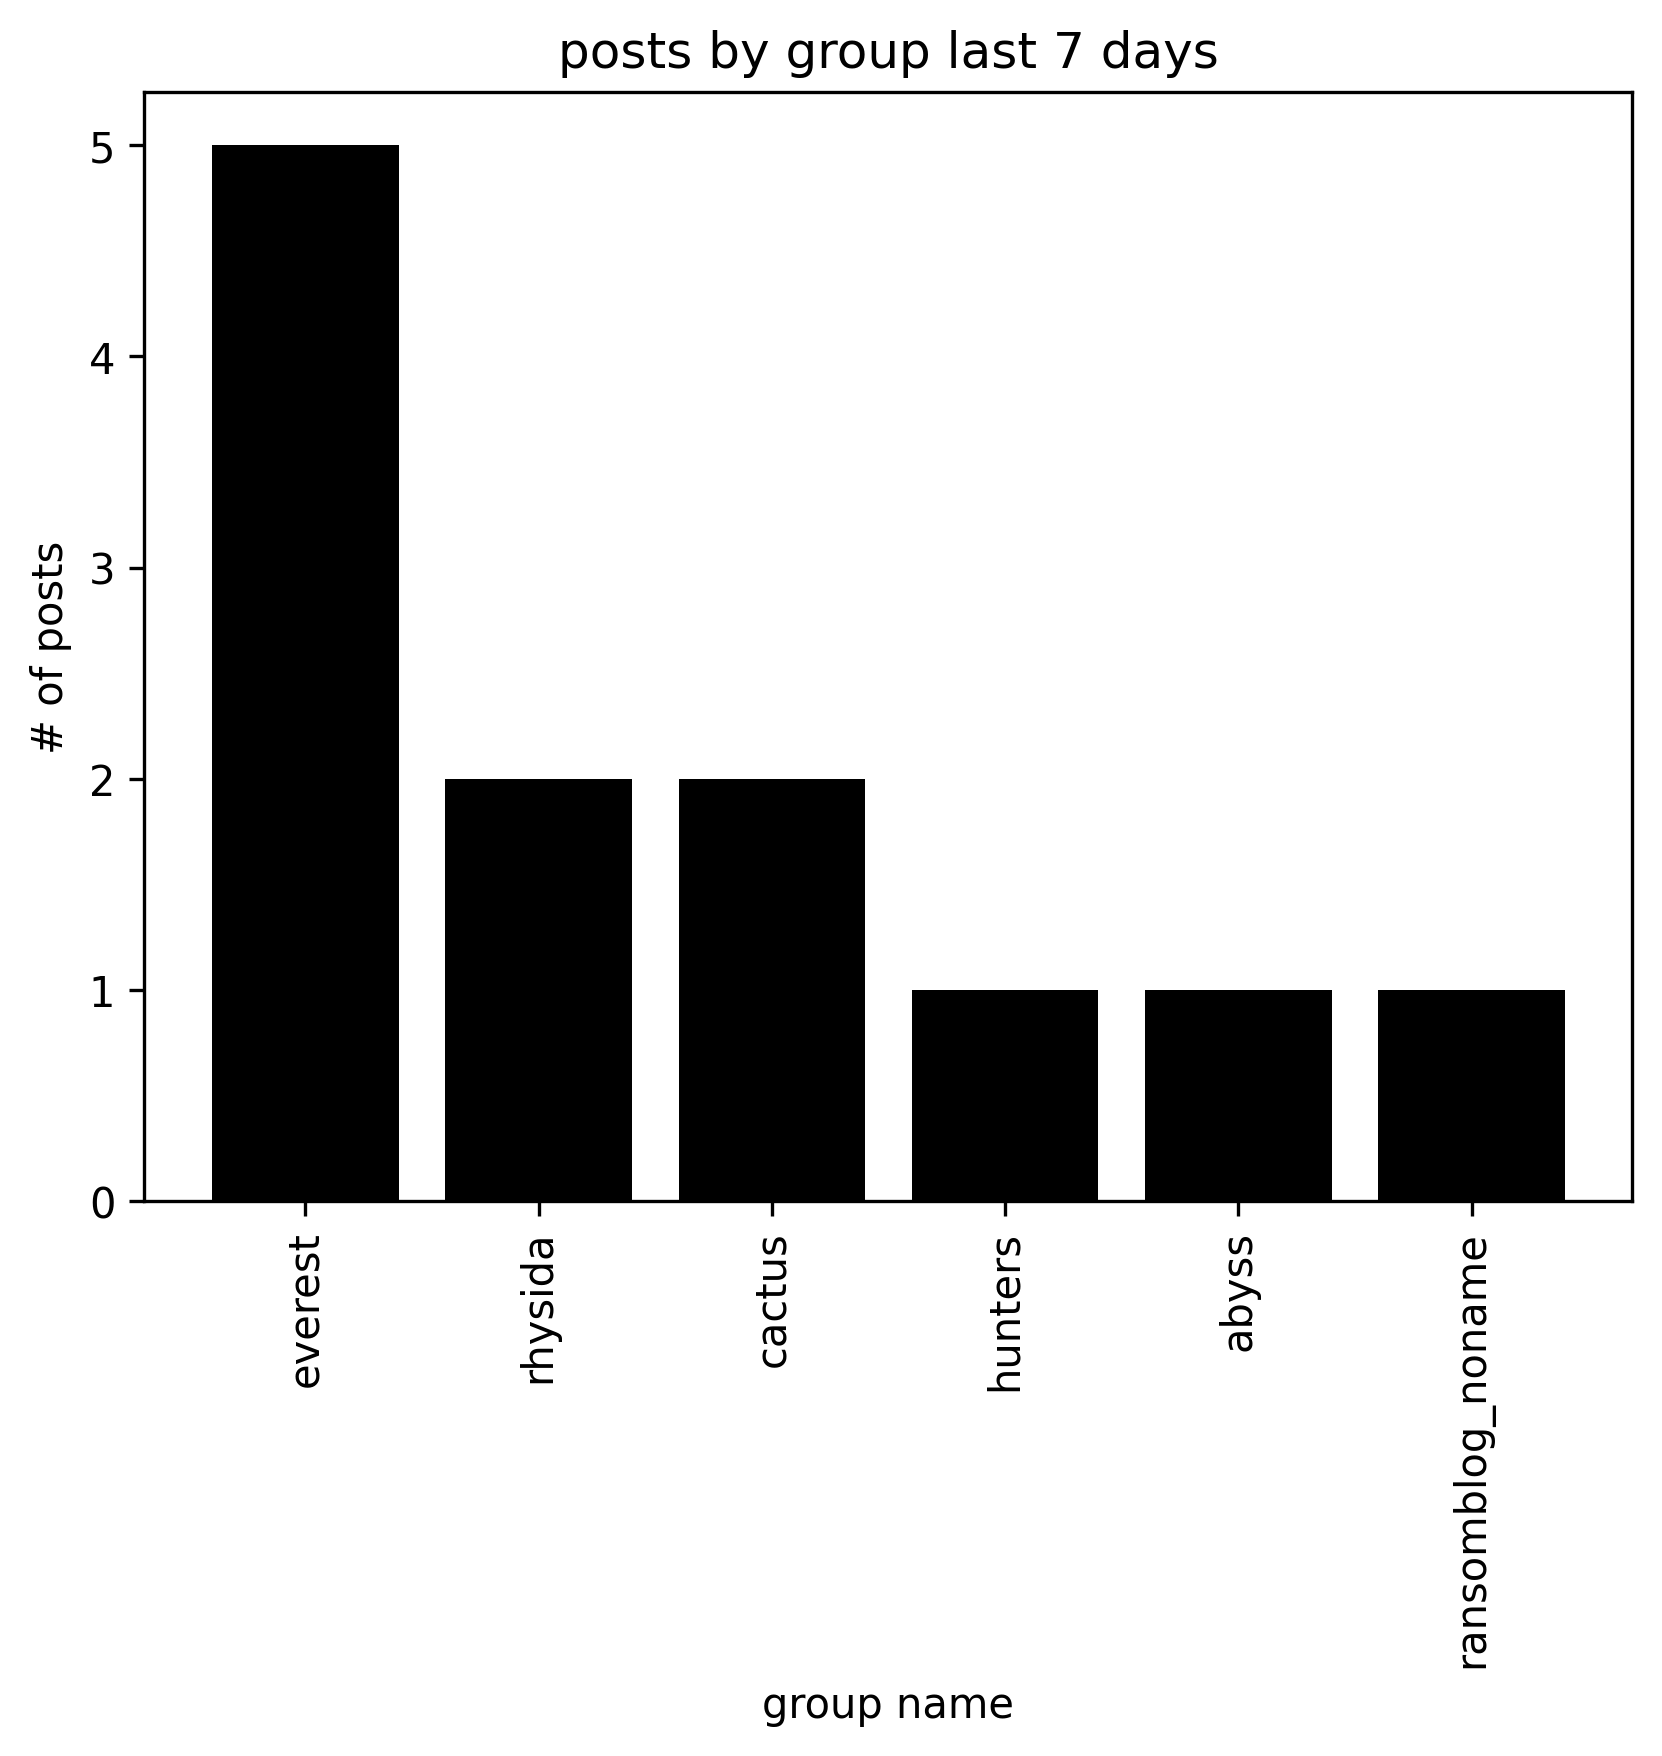 posts by group last 7 days
5
4
3
2
1
0
# of posts
everest
rhysida
cactus
hunters
abyss
ransomblog_noname
group name